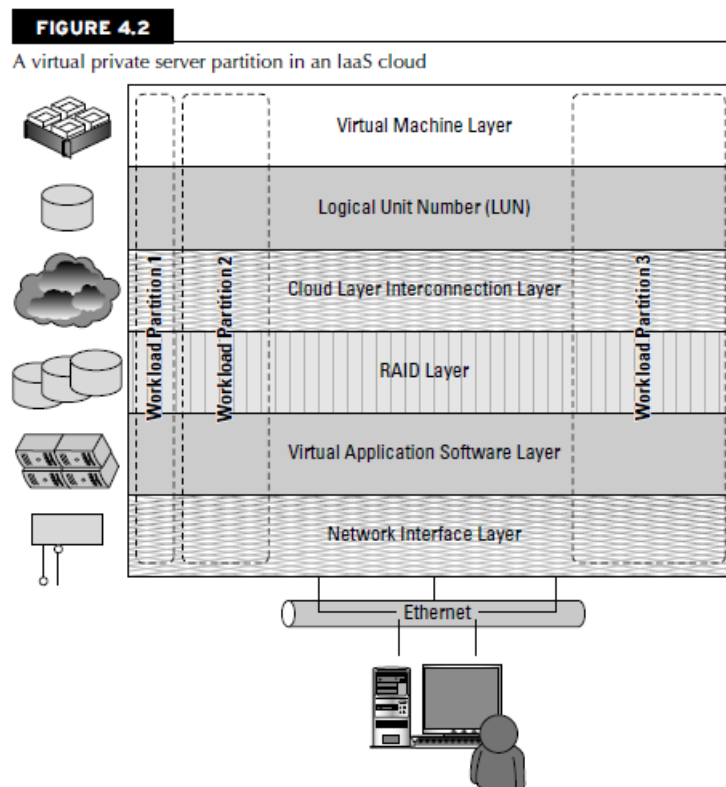 FIGURE 4.2
A virtual private server partition in an IaaS cloud
Virtual Machine Layer
Logical Unit Number (LUN)
Cloud Layer Interconnection Layer
RAID Layer
Virtual Application Software Layer
Network Interface Layer
Workload Partition 1
Workload Partition 2
Workload Partition 3
Ethernet